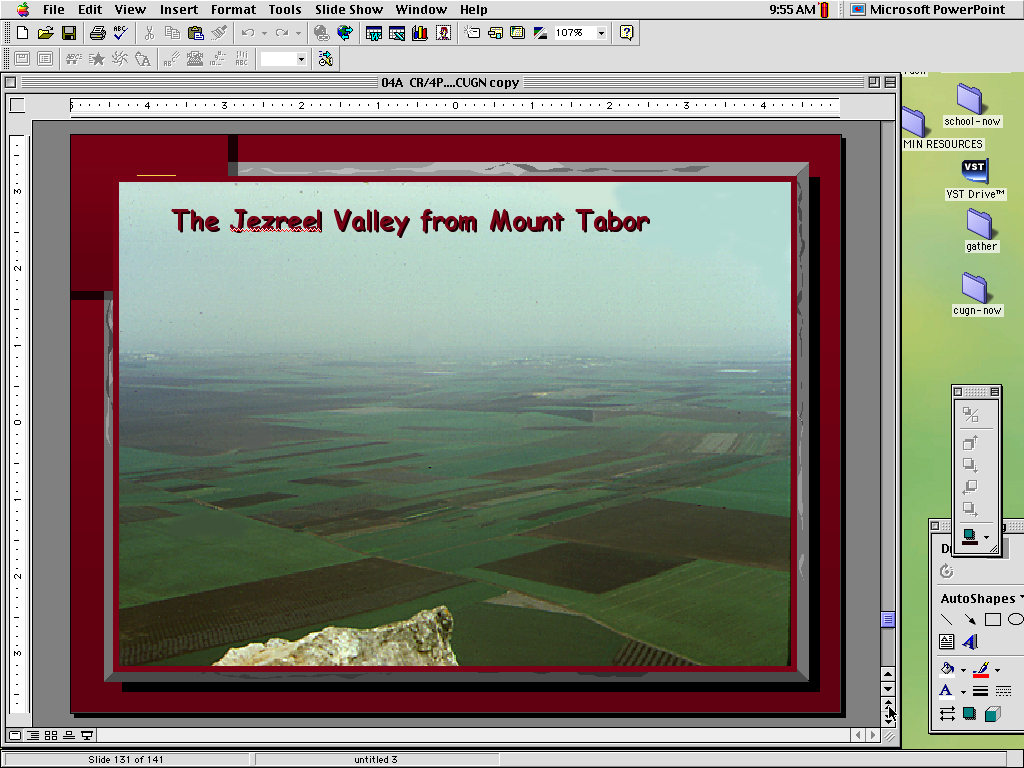 File Edit View Insert Format Tools Slide Show Window Help 9:55 AM Microsoft PowerPoint
107%
04A CR/4P....CUGN copy
school-now
MIN RESOURCES
VST
VST Drive™
gather
cugn-now
The Jezreel Valley from Mount Tabor
AutoShapes
Slide 131 of 141
untitled 3